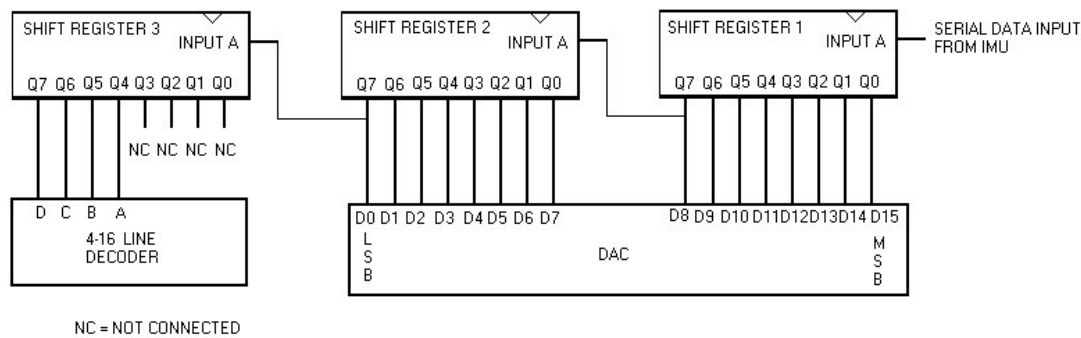 SHIFT REGISTER 3
INPUT A
Q7 Q6 Q5 Q4 Q3 Q2 Q1 Q0
NC NC NC NC
D C B A
4-16 LINE
DECODER
SHIFT REGISTER 2
INPUT A
Q7 Q6 Q5 Q4 Q3 Q2 Q1 Q0
SHIFT REGISTER 1
INPUT A
Q7 Q6 Q5 Q4 Q3 Q2 Q1 Q0
SERIAL DATA INPUT
FROM IMU
D0 D1 D2 D3 D4 D5 D6 D7 D8 D9 D10 D11 D12 D13 D14 D15
LSB
DAC
MSB
NC = NOT CONNECTED